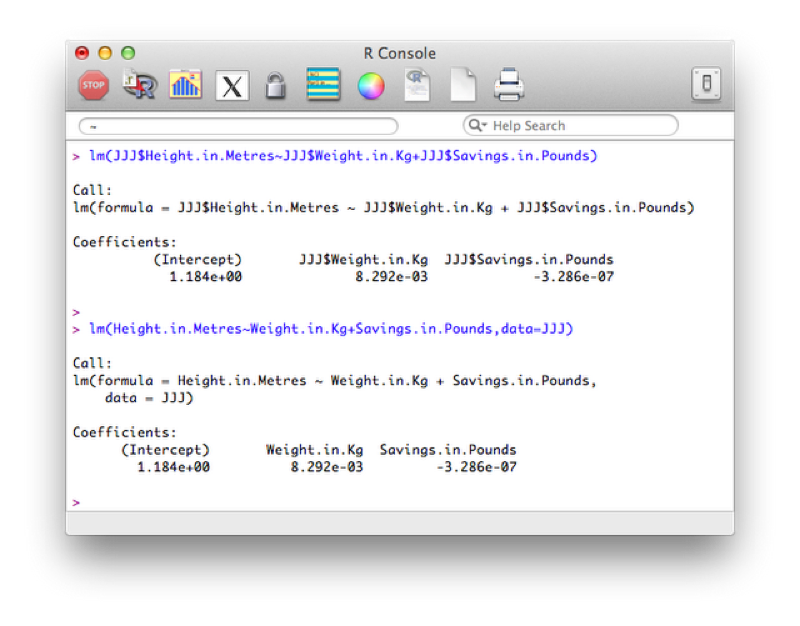 R Console
STOP
R
X
R
~
Help Search
> lm(JJJ$Height.in.Metres~JJJ$Weight.in.Kg+JJJ$Savings.in.Pounds)
Call:
lm(formula = JJJ$Height.in.Metres ~ JJJ$Weight.in.Kg + JJJ$Savings.in.Pounds)
Coefficients:
(Intercept) JJJ$Weight.in.Kg JJJ$Savings.in.Pounds
1.184e+00 8.292e-03 -3.286e-07
>
> lm(Height.in.Metres~Weight.in.Kg+Savings.in.Pounds,data=JJJ)
Call:
lm(formula = Height.in.Metres ~ Weight.in.Kg + Savings.in.Pounds,
data = JJJ)
Coefficients:
(Intercept) Weight.in.Kg Savings.in.Pounds
1.184e+00 8.292e-03 -3.286e-07
>